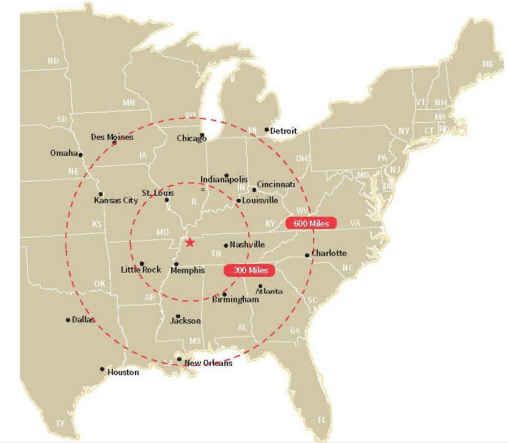 ME
ND
MN
VT
NH
SD
WI
MI
Detroit
MA
NY
CT
RI
Des Moines
Chicago
Omaha
IA
OH
PA
NJ
NE
Indianapolis
MD
DE
Cincinnati
Kansas City
St. Louis
IL
Louisville
WV
KS
MO
KY
600 Miles
VA
Nashville
TN
Charlotte
Little Rock
Memphis
300 Miles
NC
OK
AR
Birmingham
Atlanta
SC
Dallas
Jackson
MS
AL
GA
New Orleans
Houston
TX
FL